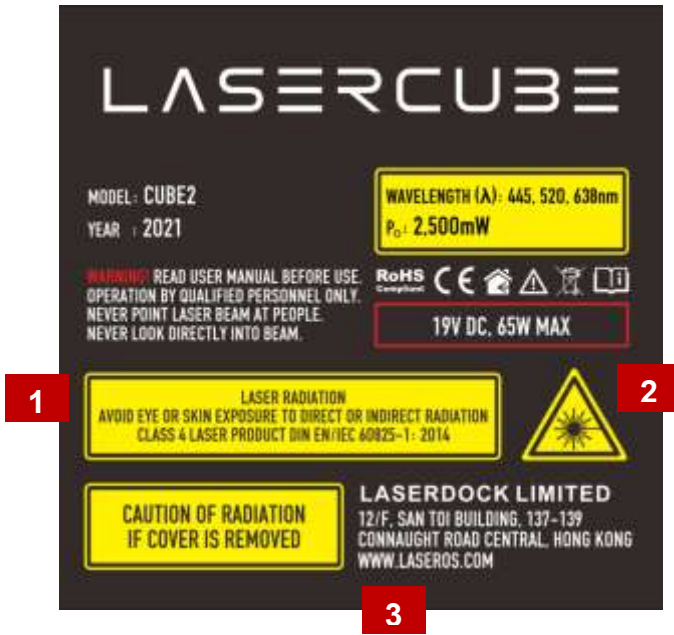 LASERCUBE
MODEL: CUBE2
YEAR : 2021
WAVELENGTH (λ): 445, 520, 638nm
Po: 2,500mW
WARNING! READ USER MANUAL BEFORE USE.
OPERATION BY QUALIFIED PERSONNEL ONLY.
NEVER POINT LASER BEAM AT PEOPLE.
NEVER LOOK DIRECTLY INTO BEAM.
RoHS
Compliant
CE
19V DC, 65W MAX
1
LASER RADIATION
AVOID EYE OR SKIN EXPOSURE TO DIRECT OR INDIRECT RADIATION
CLASS 4 LASER PRODUCT DIN EN/IEC 60825-1: 2014
2
CAUTION OF RADIATION
IF COVER IS REMOVED
LASERDOCK LIMITED
12/F, SAN TOI BUILDING, 137-139
CONNAUGHT ROAD CENTRAL, HONG KONG
WWW.LASEROS.COM
3